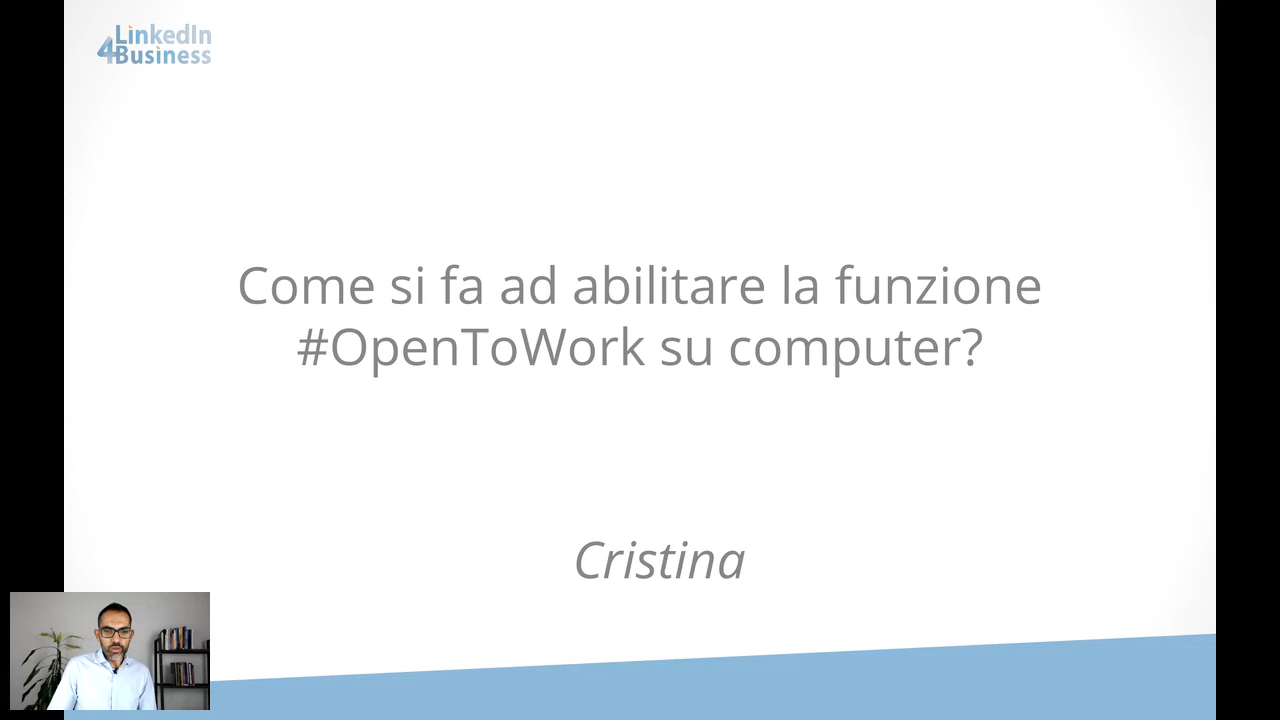 LinkedIn
4Business
Come si fa ad abilitare la funzione
#OpenToWork su computer?
Cristina